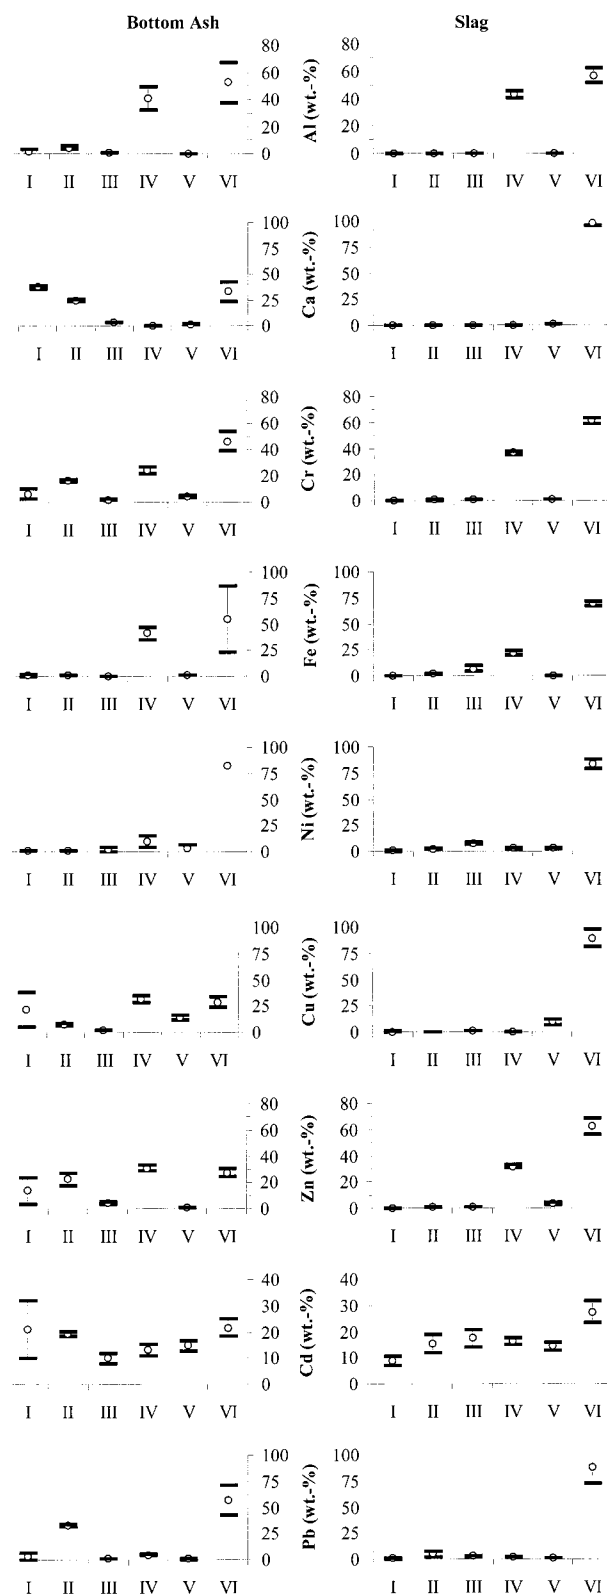 Bottom Ash Slag
80 80
60 60
40 40
20 20
0 0
Al (wt.-%)
I II III IV V VI I II III IV V VI
100 100
75 75
50 50
25 25
0 0
Ca (wt.-%)
I II III IV V VI I II III IV V VI
80 80
60 60
40 40
20 20
0 0
Cr (wt.-%)
I II III IV V VI I II III IV V VI
100 100
75 75
50 50
25 25
0 0
Fe (wt.-%)
I II III IV V VI I II III IV V VI
100 100
75 75
50 50
25 25
0 0
Ni (wt.-%)
I II III IV V VI I II III IV V VI
100 100
75 75
50 50
25 25
0 0
Cu (wt.-%)
I II III IV V VI I II III IV V VI
80 80
60 60
40 40
20 20
0 0
Zn (wt.-%)
I II III IV V VI I II III IV V VI
40 40
30 30
20 20
10 10
0 0
Cd (wt.-%)
I II III IV V VI I II III IV V VI
100 100
75 75
50 50
25 25
0 0
Pb (wt.-%)
I II III IV V VI I II III IV V VI